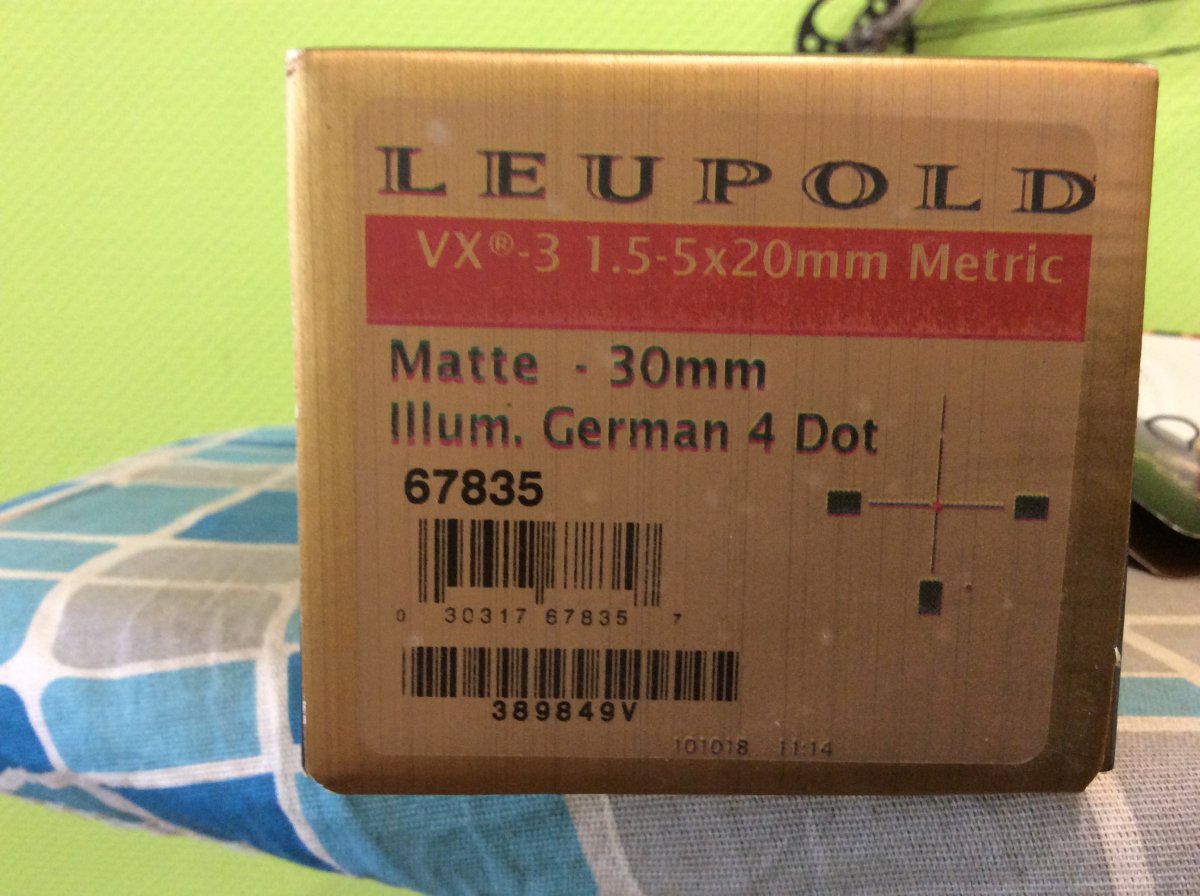 LEUPOLD
VX®-3 1.5-5x20mm Metric
Matte - 30mm
Illum. German 4 Dot
67835
0 30317 67835 7
389849V
101018 11:14